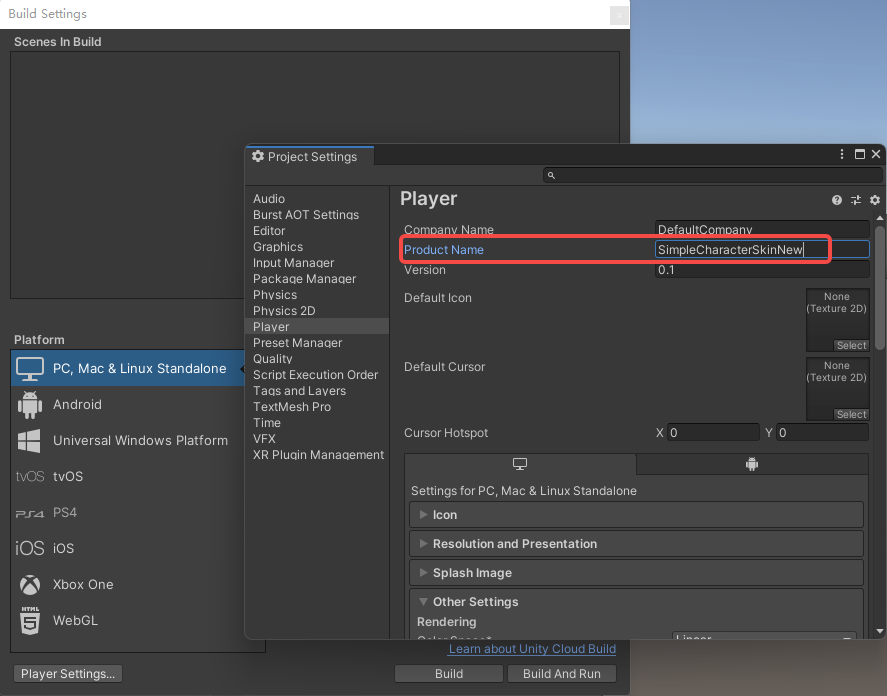 Build Settings
Scenes In Build
Project Settings
Audio
Burst AOT Settings
Editor
Graphics
Input Manager
Package Manager
Physics
Physics 2D
Player
Preset Manager
Quality
Script Execution Order
Tags and Layers
TextMesh Pro
Time
VFX
XR Plugin Management
Player
Company Name DefaultCompany
Product Name SimpleCharacterSkinNew
Version 0.1
Default Icon
None
(Texture 2D)
Select
Default Cursor
None
(Texture 2D)
Select
Cursor Hotspot X 0 Y 0
Settings for PC, Mac & Linux Standalone
Icon
Resolution and Presentation
Splash Image
Other Settings
Rendering
Color Space* Linear
Platform
PC, Mac & Linux Standalone
Android
Universal Windows Platform
tvOS tvOS
PS4 PS4
iOS iOS
Xbox One
HTML
5 WebGL
Learn about Unity Cloud Build
Player Settings... Build Build And Run